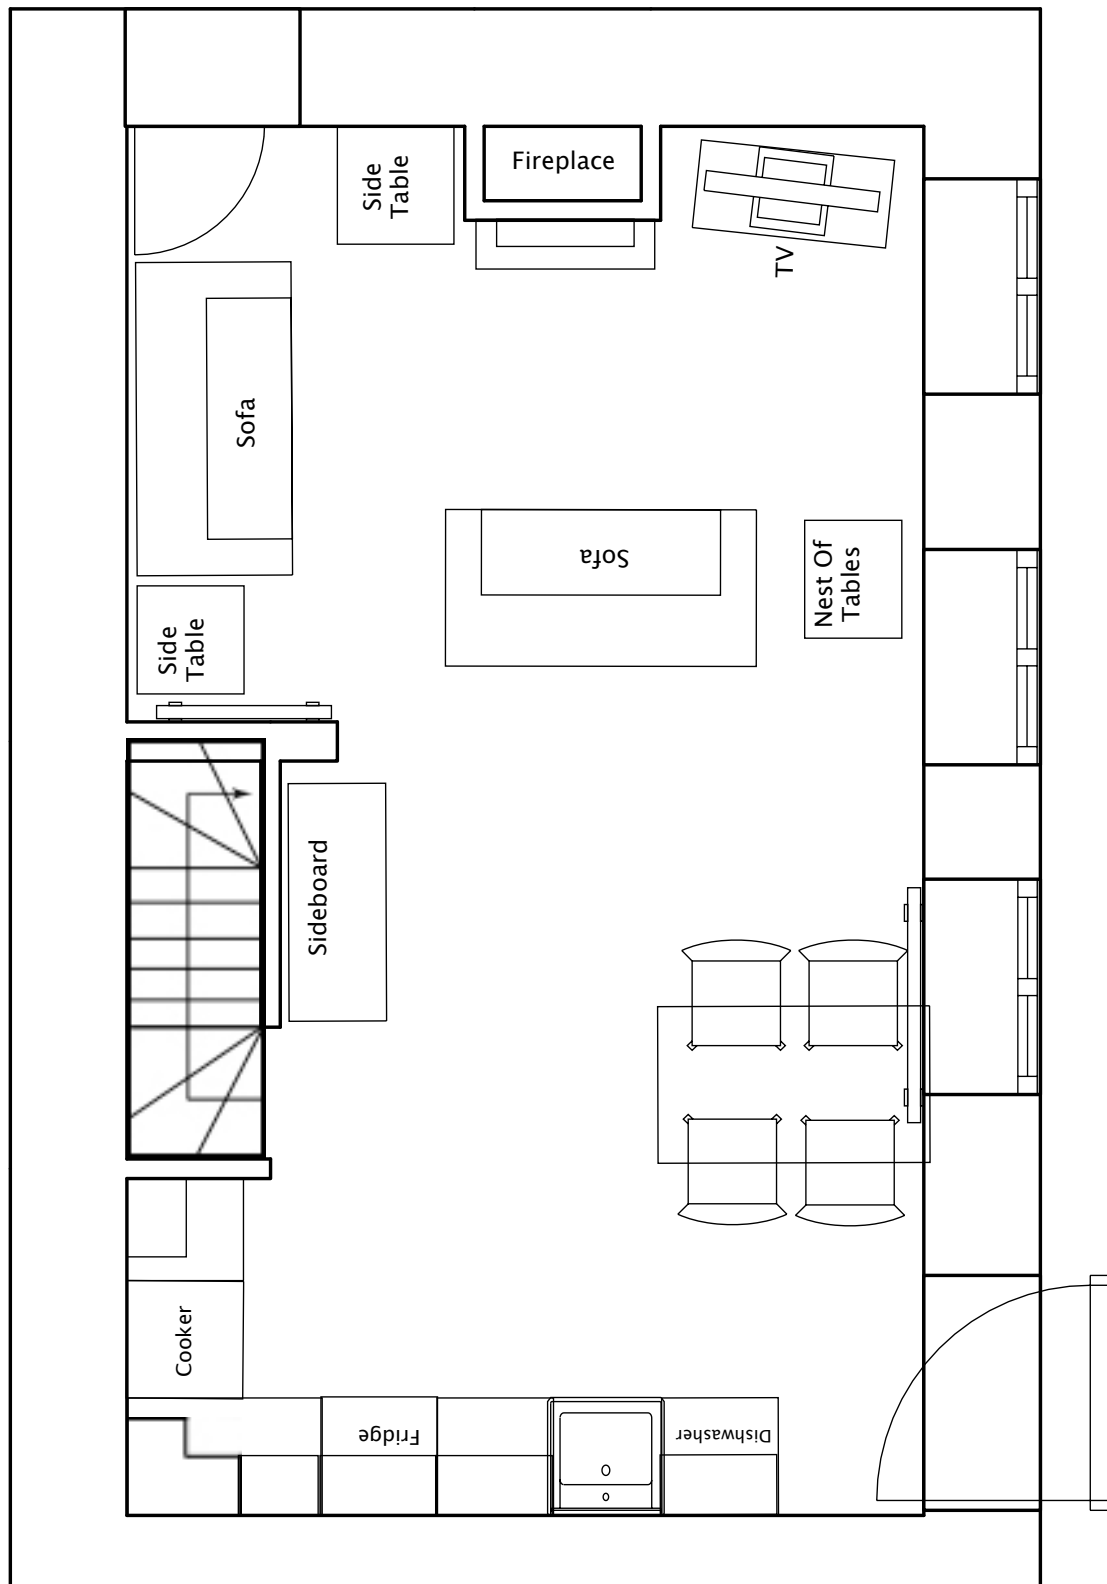 Fireplace
Side
Table
TV
Sofa
Sofa
Nest Of
Tables
Side
Table
Sideboard
Cooker
Fridge
Dishwasher